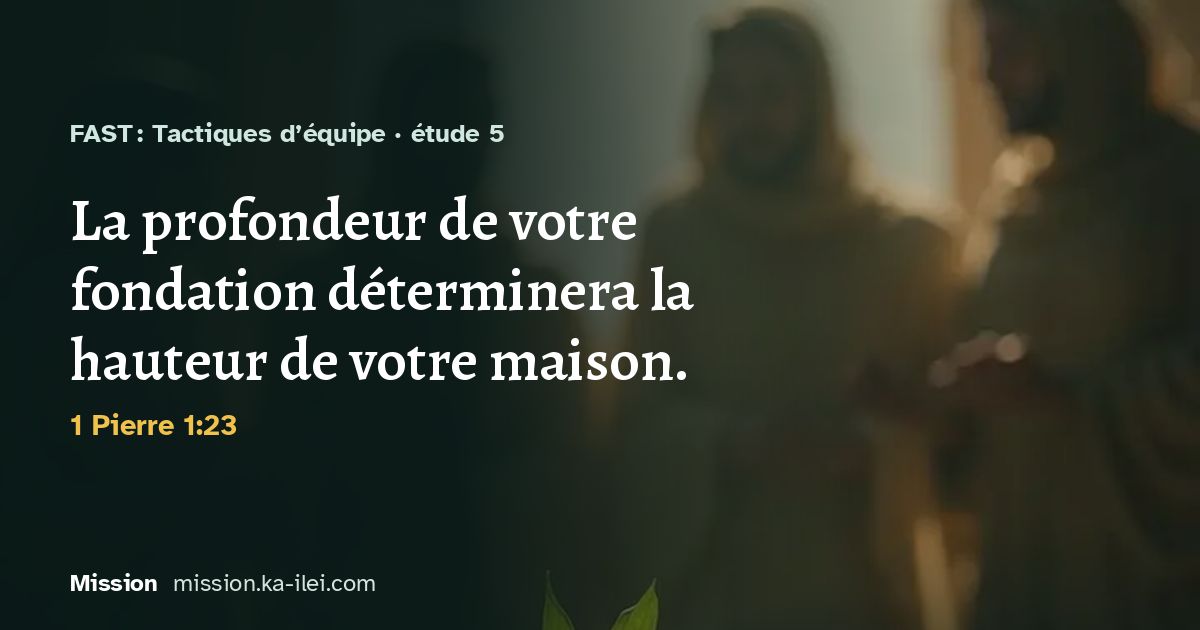 FAST : Tactiques d’équipe · étude 5
La profondeur de votre
fondation déterminera la
hauteur de votre maison.
1 Pierre 1:23
Mission mission.ka-ilei.com